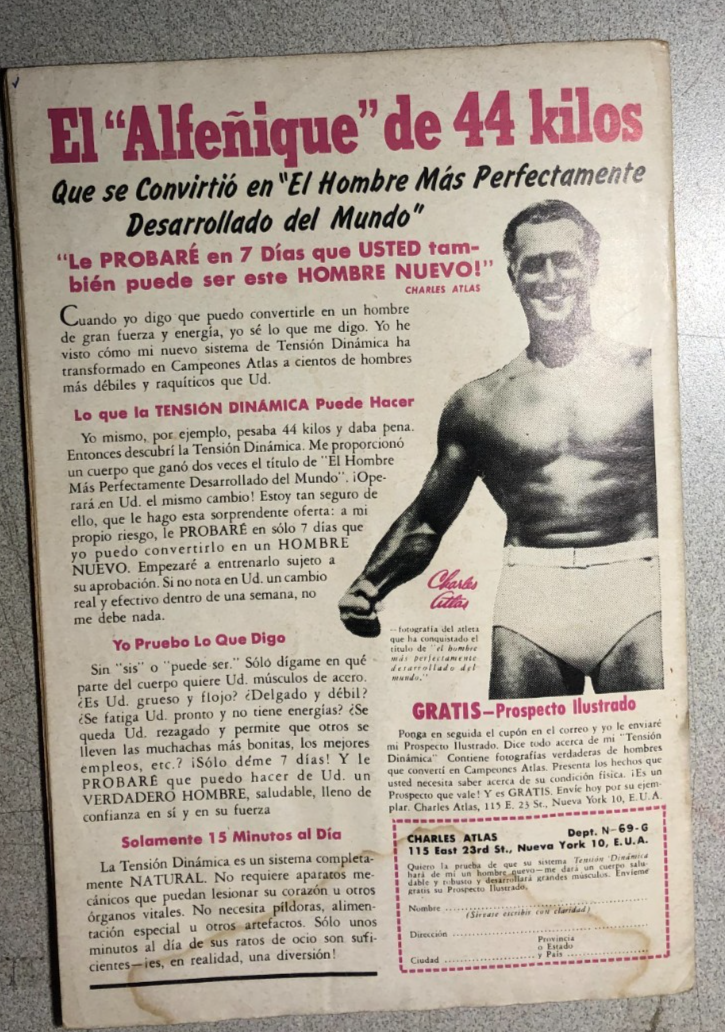 El "Alfeñique" de 44 kilos
Que se Convirtió en "El Hombre Más Perfectamente
Desarrollado del Mundo"
"Le PROBARÉ en 7 Días que USTED tam-
bién puede ser este HOMBRE NUEVO!"
CHARLES ATLAS
Cuando yo digo que puedo convertirle en un hombre
de gran fuerza y energía, yo sé lo que me digo. Yo he
visto cómo mi nuevo sistema de Tensión Dinámica ha
transformado en Campeones Atlas a cientos de hombres
más débiles y raquíticos que Ud.
Lo que la TENSIÓN DINÁMICA Puede Hacer
Yo mismo, por ejemplo, pesaba 44 kilos y daba pena.
Entonces descubrí la Tensión Dinámica. Me proporcionó
un cuerpo que ganó dos veces el título de "El Hombre
Más Perfectamente Desarrollado del Mundo". ¡Ope-
rará en Ud. el mismo cambio! Estoy tan seguro de
ello, que le hago esta sorprendente oferta: a mi
propio riesgo, le PROBARÉ en sólo 7 días que
yo puedo convertirlo en un HOMBRE
NUEVO. Empezaré a entrenarlo sujeto a
su aprobación. Si no nota en Ud. un cambio
real y efectivo dentro de una semana, no
me debe nada.
Yo Pruebo Lo Que Digo
Sin "sis" o "puede ser." Sólo dígame en qué
parte del cuerpo quiere Ud. músculos de acero.
¿Es Ud. grueso y flojo? ¿Delgado y débil?
¿Se fatiga Ud. pronto y no tiene energías? ¿Se
queda Ud. rezagado y permite que otros se
lleven las muchachas más bonitas, los mejores
empleos, etc.? ¡Sólo déme 7 días! Y le
PROBARÉ que puedo hacer de Ud. un
VERDADERO HOMBRE, saludable, lleno de
confianza en sí y en su fuerza
Solamente 15 Minutos al Día
La Tensión Dinámica es un sistema completa-
mente NATURAL. No requiere aparatos me-
cánicos que puedan lesionar su corazón u otros
órganos vitales. No necesita píldoras, alimen-
tación especial u otros artefactos. Sólo unos
minutos al día de sus ratos de ocio son sufi-
cientes—¡es, en realidad, una diversión!
Charles
Atlas
—fotografía del atleta
que ha conquistado el
título de "el hombre
más perfectamente
desarrollado del
mundo."
GRATIS—Prospecto Ilustrado
Ponga en seguida el cupón en el correo y yo le enviaré
mi Prospecto Ilustrado. Dice todo acerca de mi "Tensión
Dinámica" Contiene fotografías verdaderas de hombres
que convertí en Campeones Atlas. Presenta los hechos que
usted necesita saber acerca de su condición física. ¡Es un
Prospecto que vale! Y es GRATIS. Envíe hoy por su ejem-
plar. Charles Atlas, 115 E. 23 St., Nueva York 10, E.U.A.
CHARLES ATLAS Dept. N-69-G
115 East 23rd St., Nueva York 10, E.U.A.
Quiero la prueba de que su sistema Tensión Dinámica
hará de mi un hombre nuevo—me dará un cuerpo salu-
dable y robusto y desarrollará grandes músculos. Envíeme
gratis su Prospecto Ilustrado.
Nombre
(Sírvase escribir con claridad)
Dirección
Provincia
o Estado
Ciudad y País